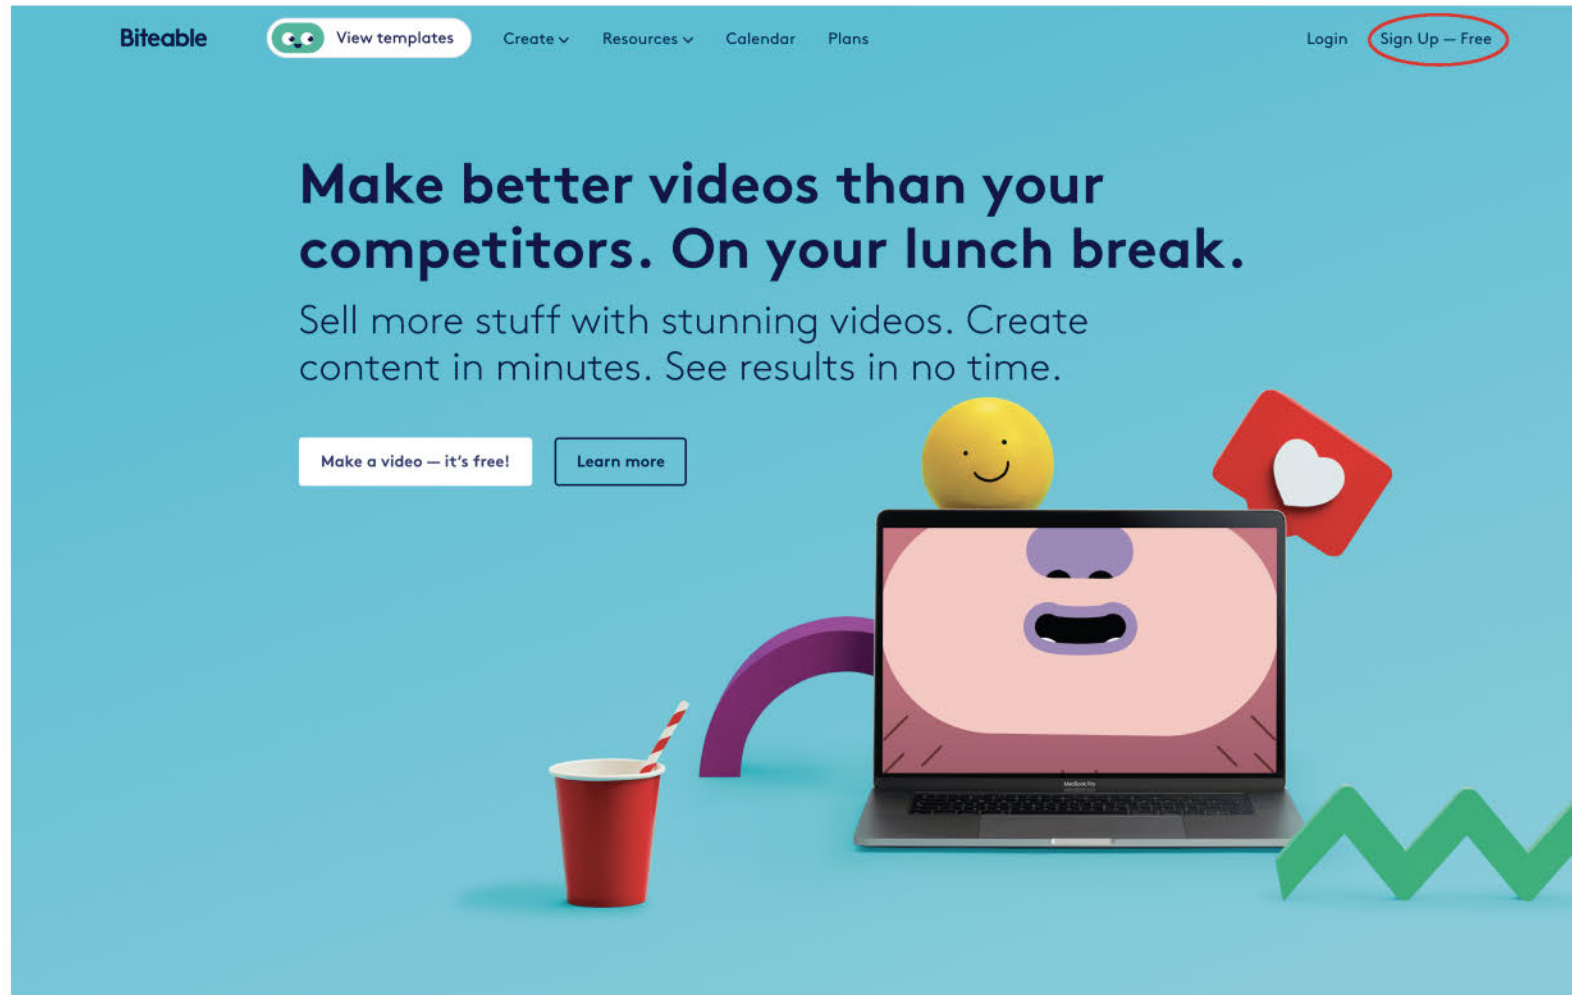 Biteable
View templates
Create
Resources
Calendar
Plans
Login
Sign Up — Free
Make better videos than your
competitors. On your lunch break.
Sell more stuff with stunning videos. Create
content in minutes. See results in no time.
Make a video — it's free!
Learn more
MacBook Pro